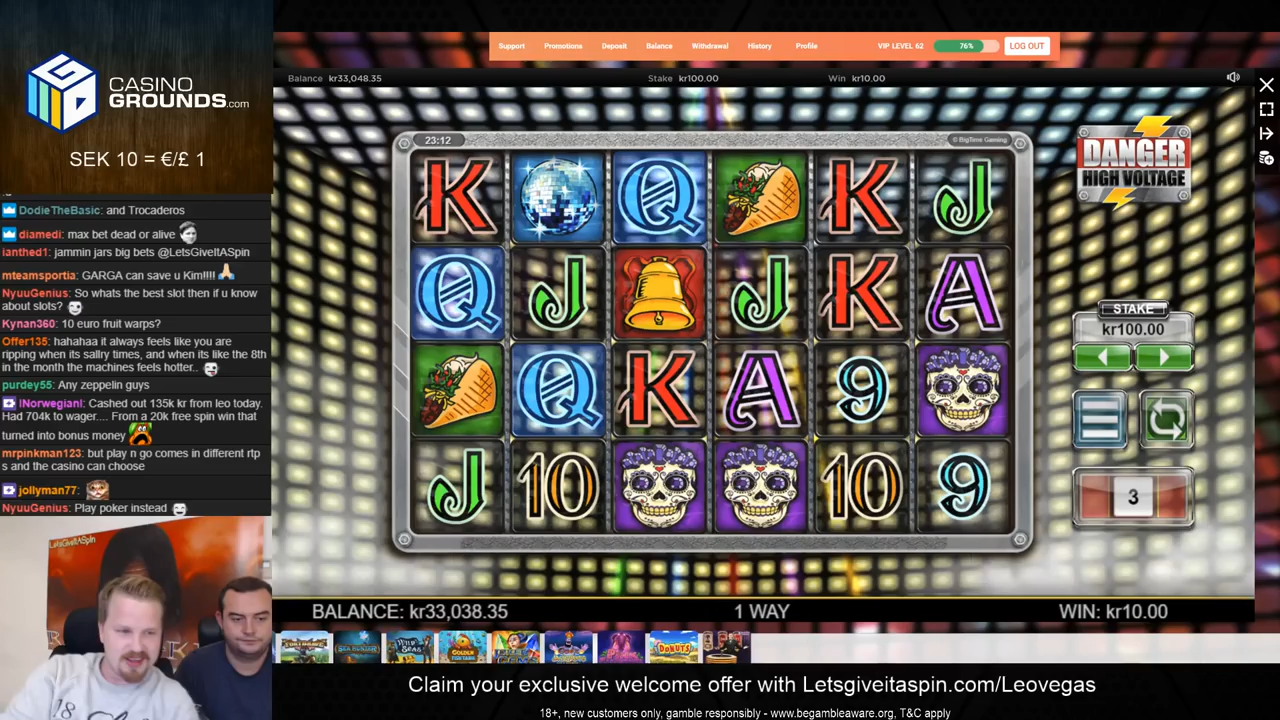 CASINO
GROUNDS.com
SEK 10 = €/£ 1
DodieTheBasic: and Trocaderos
diamedi: max bet dead or alive
ianthed1: jammin jars big bets @LetsGiveItASpin
mteamsportia: GARGA can save u Kim!!!!
NyuuGenius: So whats the best slot then if u know
about slots?
Kynan360: 10 euro fruit warps?
Offer135: hahahaa it always feels like you are
ripping when its sallry times, and when its like the 8th
in the month the machines feels hotter..
purdey55: Any zeppelin guys
INorwegianI: Cashed out 135k kr from leo today.
Had 704k to wager.... From a 20k free spin win that
turned into bonus money
mrpinkman123: but play n go comes in different rtp
s and the casino can choose
jollyman77:
NyuuGenius: Play poker instead
LetsGiveItASpin
18
Support Promotions Deposit Balance Withdrawal History Profile VIP LEVEL 62 76% LOG OUT
Balance kr33,048.35 Stake kr100.00 Win kr10.00
23:12 © BigTime Gaming
K Q K J
Q J J K A
Q K A 9
J 10 10 9
DANGER
HIGH VOLTAGE
STAKE
kr100.00
3
BALANCE: kr33,038.35 1 WAY WIN: kr10.00
DONUTS
Claim your exclusive welcome offer with Letsgiveitaspin.com/Leovegas
18+, new customers only, gamble responsibly - www.begambleaware.org, T&C apply